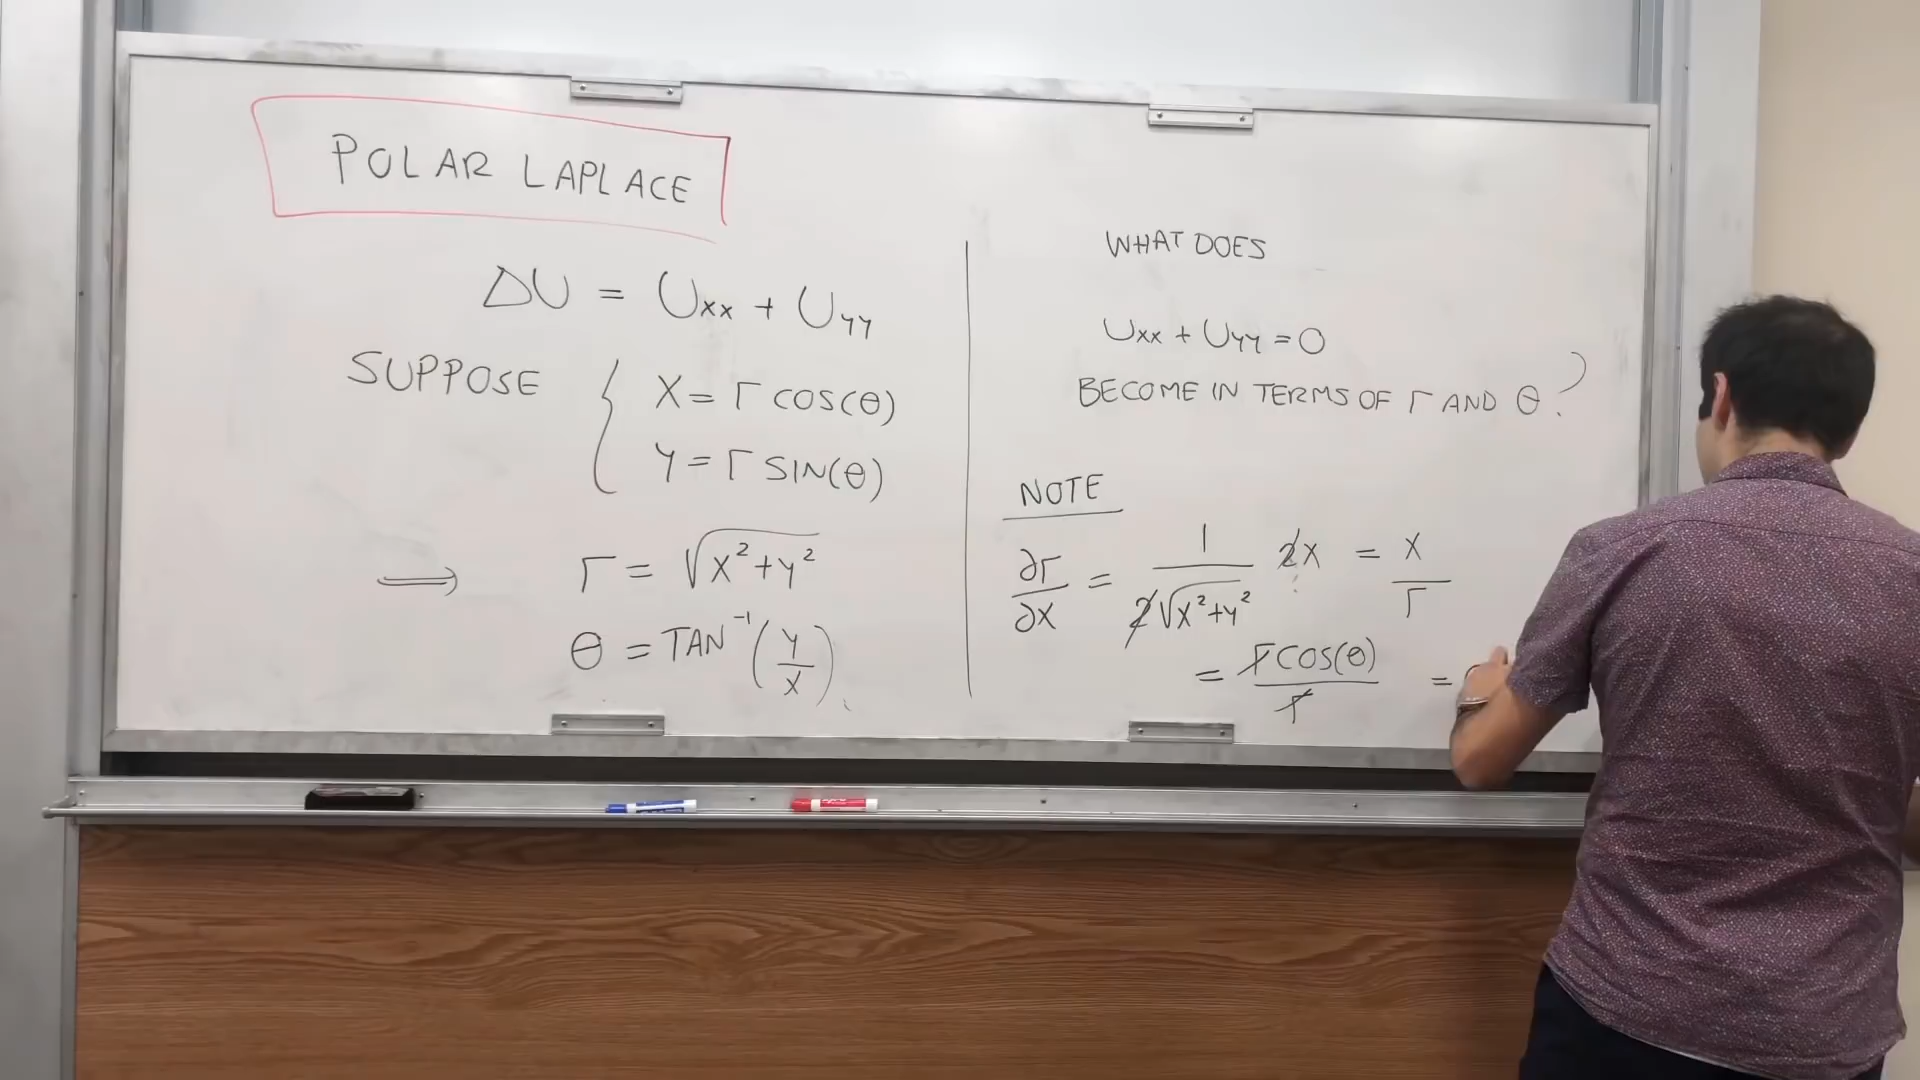 POLAR LAPLACE
ΔU = Uxx + Uyy
SUPPOSE { X = r COS(θ)
Y = r SIN(θ)
⟹ r = √(X² + Y²)
θ = TAN⁻¹(Y/X)
WHAT DOES
Uxx + Uyy = 0
BECOME IN TERMS OF r AND θ ?
NOTE
∂r/∂X = 1/(2√(X² + Y²)) 2X = X/r
= r COS(θ)/r =